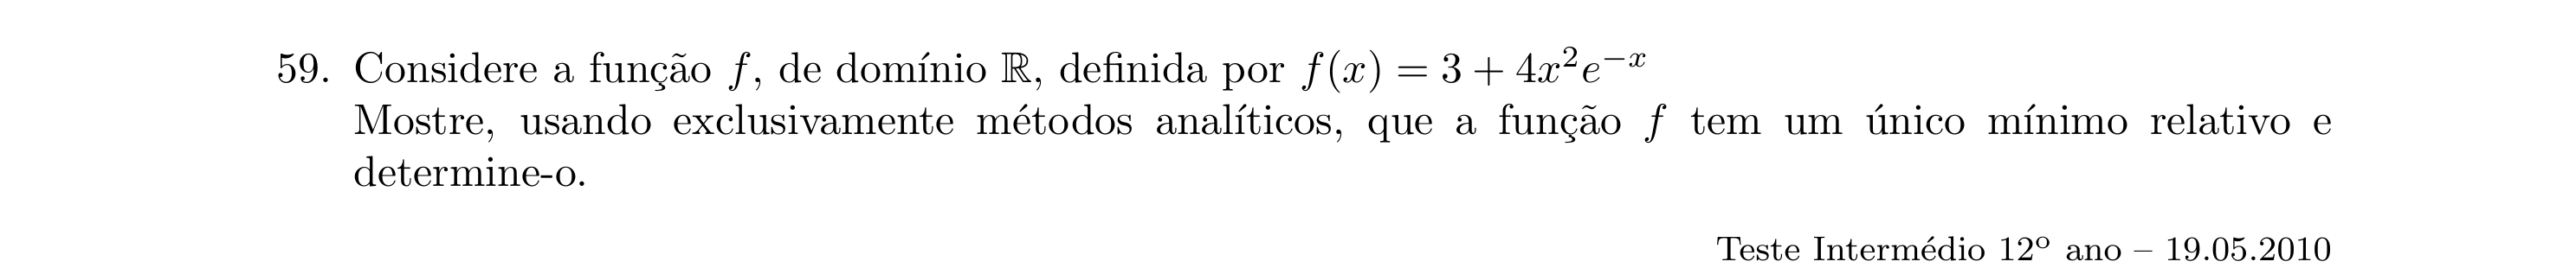 59. Considere a função f, de domínio ℝ, definida por f(x) = 3 + 4x²e⁻ˣ
Mostre, usando exclusivamente métodos analíticos, que a função f tem um único mínimo relativo e
determine-o.
Teste Intermédio 12º ano – 19.05.2010